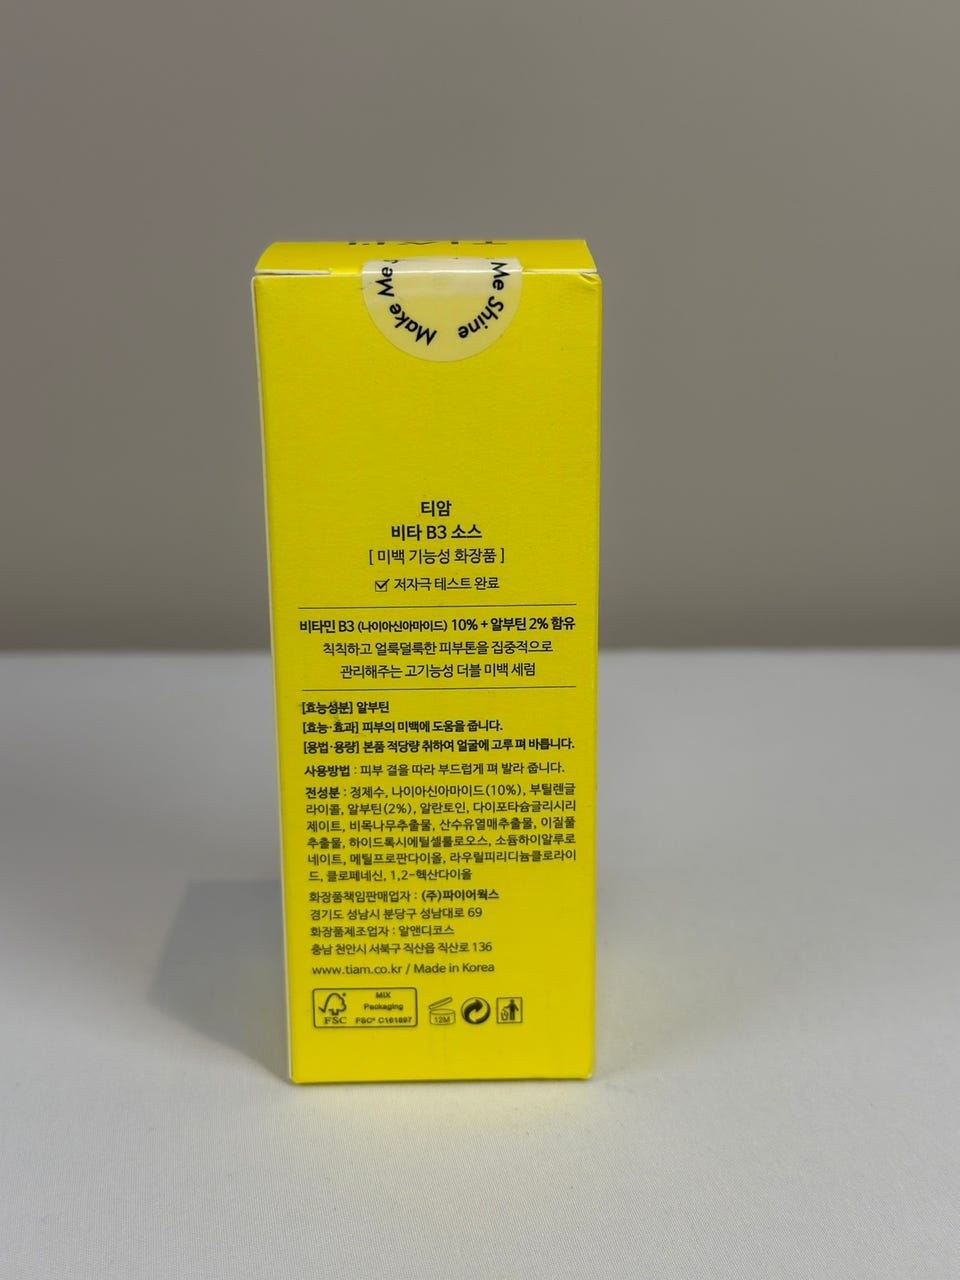 TIAM
Make Me Shine
티암
비타 B3 소스
[ 미백 기능성 화장품 ]
저자극 테스트 완료
비타민 B3 (나이아신아마이드) 10% + 알부틴 2% 함유
칙칙하고 얼룩덜룩한 피부톤을 집중적으로
관리해주는 고기능성 더블 미백 세럼
[효능성분] 알부틴
[효능·효과] 피부의 미백에 도움을 줍니다.
[용법·용량] 본품 적당량 취하여 얼굴에 고루 펴 바릅니다.
사용방법 : 피부 결을 따라 부드럽게 펴 발라 줍니다.
전성분 : 정제수, 나이아신아마이드(10%), 부틸렌글
라이콜, 알부틴(2%), 알란토인, 다이포타슘글리시리
제이트, 비목나무추출물, 산수유열매추출물, 이질풀
추출물, 하이드록시에틸셀룰로오스, 소듐하이알루로
네이트, 메틸프로판다이올, 라우릴피리디늄클로라이
드, 클로페네신, 1,2-헥산다이올
화장품책임판매업자 : (주)파이어웍스
경기도 성남시 분당구 성남대로 69
화장품제조업자 : 알앤디코스
충남 천안시 서북구 직산읍 직산로 136
www.tiam.co.kr / Made in Korea
FSC
MIX
Packaging
FSC® C161897
12M